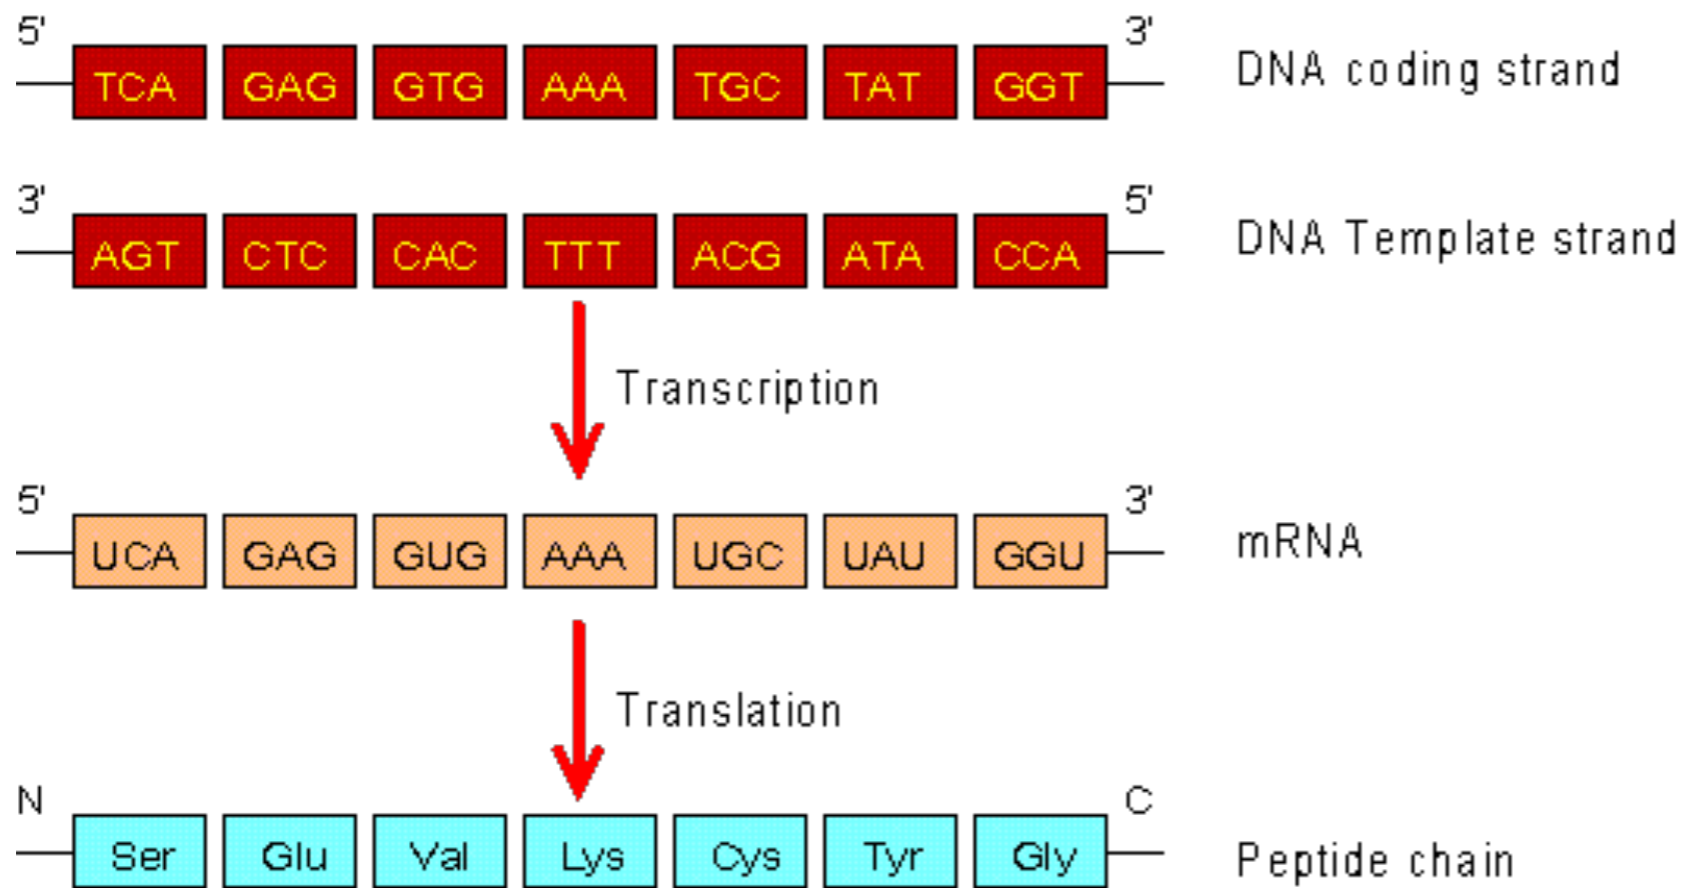 5' 3'
TCA GAG GTG AAA TGC TAT GGT DNA coding strand
3' 5'
AGT CTC CAC TTT ACG ATA CCA DNA Template strand
Transcription
5' 3'
UCA GAG GUG AAA UGC UAU GGU mRNA
Translation
N C
Ser Glu Val Lys Cys Tyr Gly Peptide chain